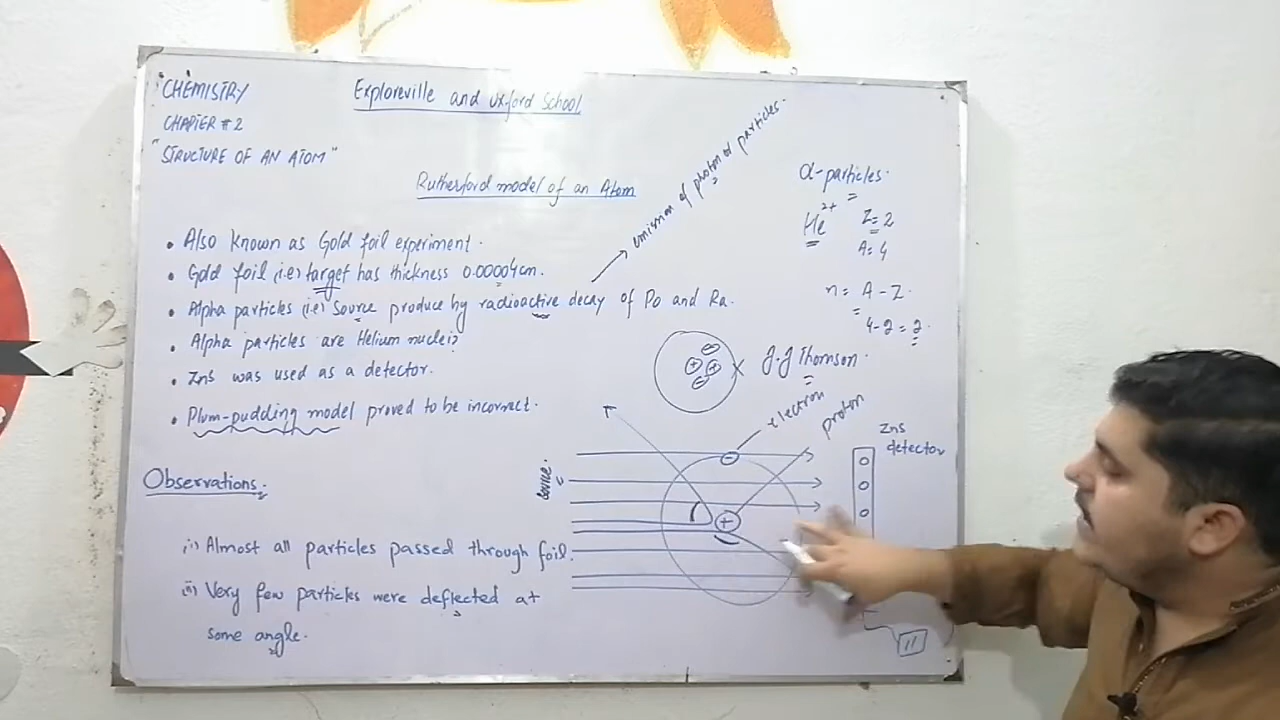 CHEMISTRY
CHAPTER #2
"STRUCTURE OF AN ATOM"
Exploreville and Oxford School
Rutherford model of an Atom
• Also known as Gold foil experiment.
• Gold foil (i.e) target has thickness 0.00004cm.
• Alpha particles (i.e) source produce by radioactive decay of Po and Ra.
• Alpha particles are Helium nuclei
• ZnS was used as a detector.
• Plum-pudding model proved to be incorrect.
emission of proton or particles.
α-particles.
He²⁺ Z=2
A=4
n= A-Z.
= 4-2=2.
J.J Thomson.
electron
proton
ZnS
detector
source.
Observations.
i) Almost all particles passed through foil.
ii) Very few particles were deflected at
some angle.